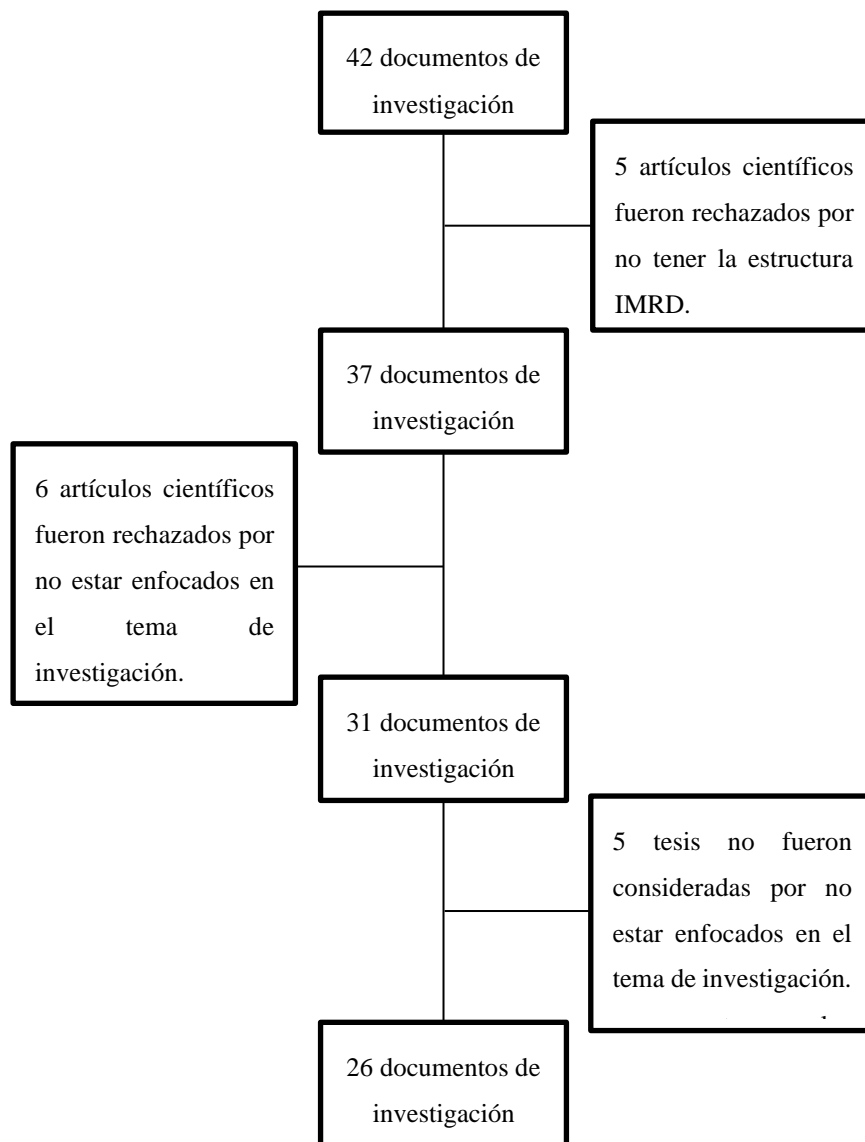 42 documentos de
investigación
5 artículos científicos
fueron rechazados por
no tener la estructura
IMRD.
37 documentos de
investigación
6 artículos científicos
fueron rechazados por
no estar enfocados en
el tema de
investigación.
31 documentos de
investigación
5 tesis no fueron
consideradas por no
estar enfocados en el
tema de investigación.
26 documentos de
investigación